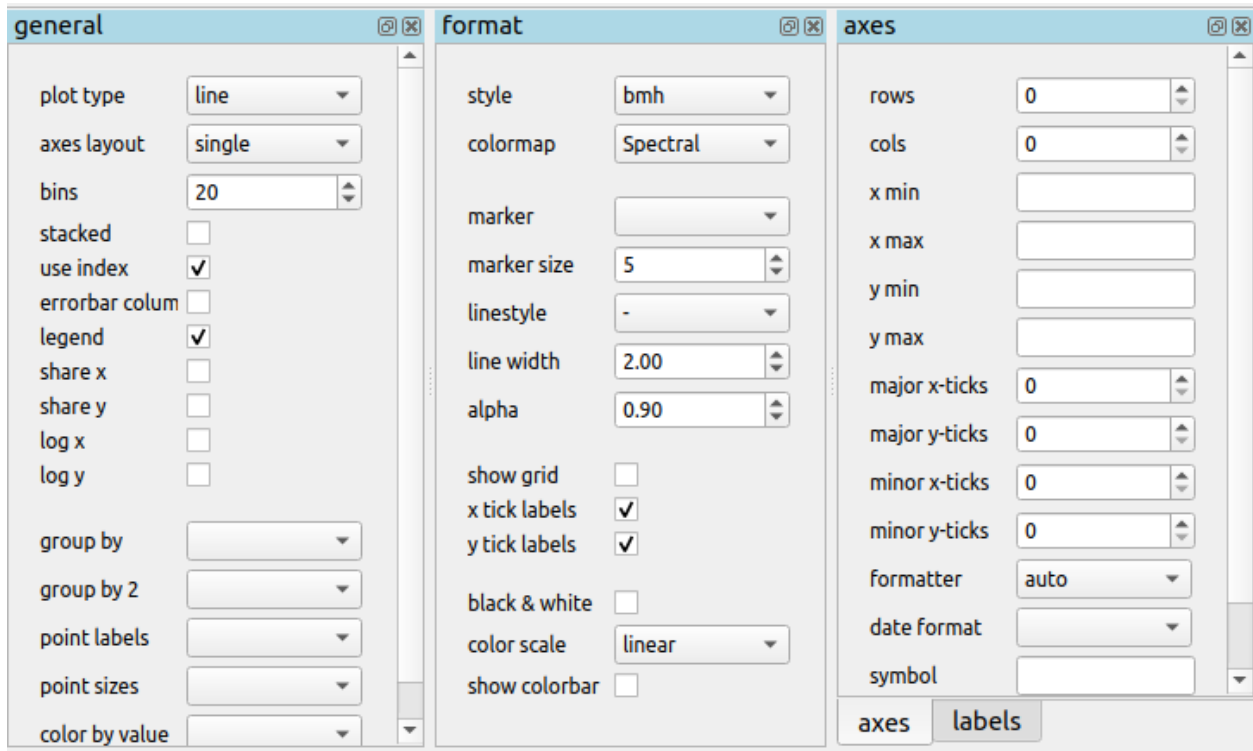 general
plot type line
axes layout single
bins 20
stacked
use index
errorbar colum
legend
share x
share y
log x
log y
group by
group by 2
point labels
point sizes
color by value
format
style bmh
colormap Spectral
marker
marker size 5
linestyle -
line width 2.00
alpha 0.90
show grid
x tick labels
y tick labels
black & white
color scale linear
show colorbar
axes
rows 0
cols 0
x min
x max
y min
y max
major x-ticks 0
major y-ticks 0
minor x-ticks 0
minor y-ticks 0
formatter auto
date format
symbol
axes labels